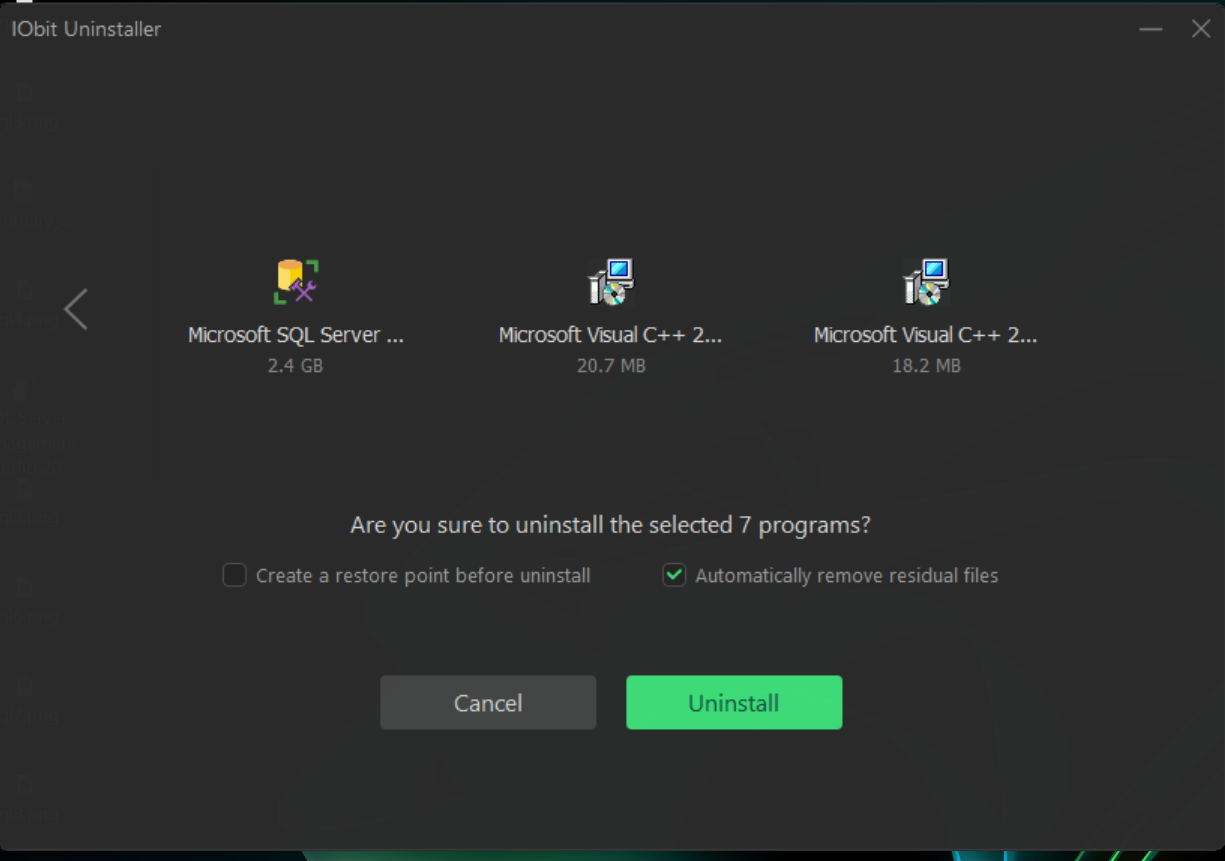 IObit Uninstaller
Microsoft SQL Server ...
2.4 GB
Microsoft Visual C++ 2...
20.7 MB
Microsoft Visual C++ 2...
18.2 MB
Are you sure to uninstall the selected 7 programs?
Create a restore point before uninstall
Automatically remove residual files
Cancel
Uninstall